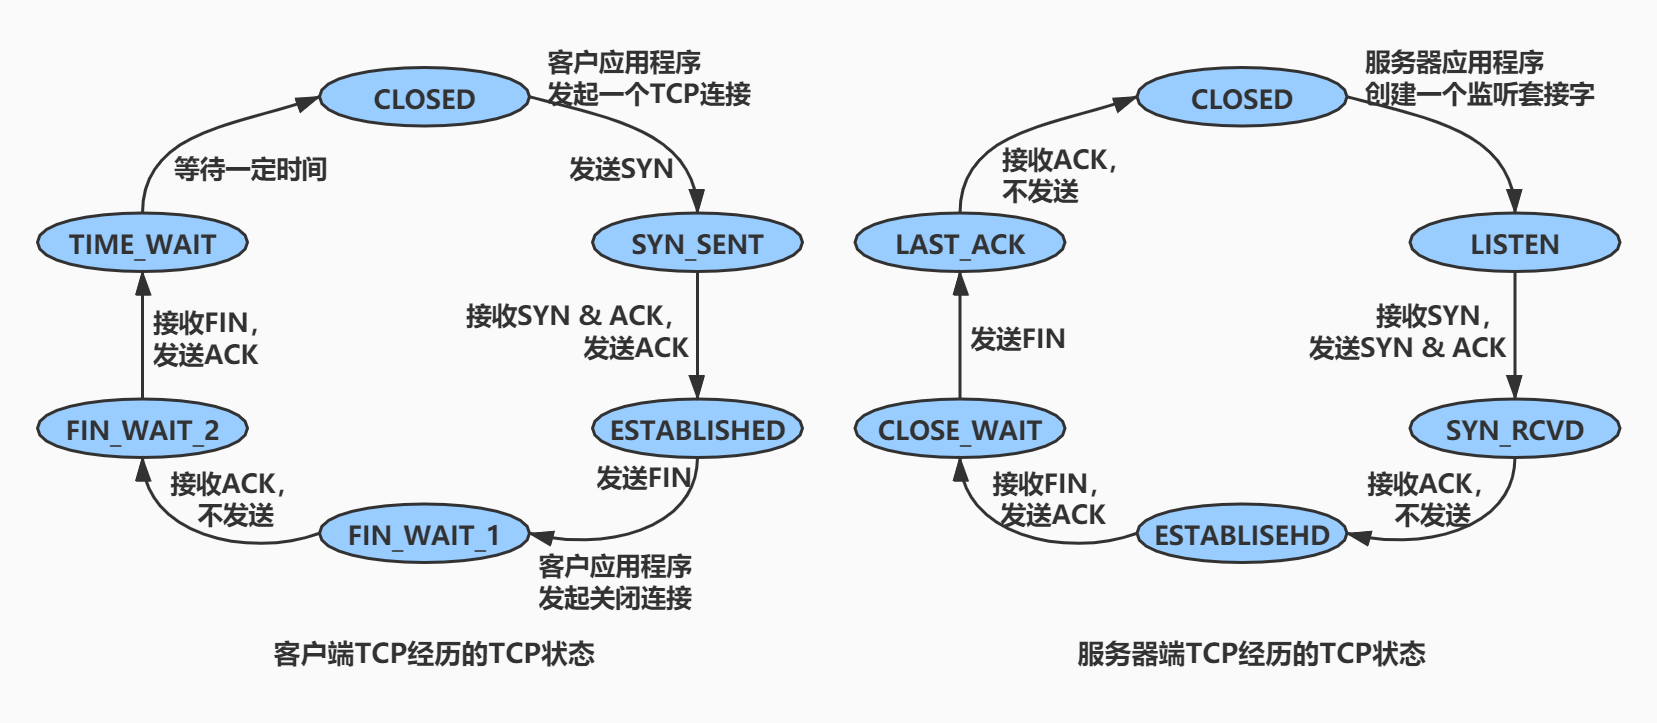 客户应用程序
发起一个TCP连接
CLOSED
等待一定时间
发送SYN
TIME_WAIT
SYN_SENT
接收SYN & ACK，
发送ACK
接收FIN，
发送ACK
FIN_WAIT_2
ESTABLISHED
发送FIN
接收ACK，
不发送
FIN_WAIT_1
客户应用程序
发起关闭连接
客户端TCP经历的TCP状态
服务器应用程序
创建一个监听套接字
CLOSED
接收ACK，
不发送
LAST_ACK
LISTEN
接收SYN，
发送SYN & ACK
发送FIN
CLOSE_WAIT
SYN_RCVD
接收FIN，
发送ACK
接收ACK，
不发送
ESTABLISEHD
服务器端TCP经历的TCP状态